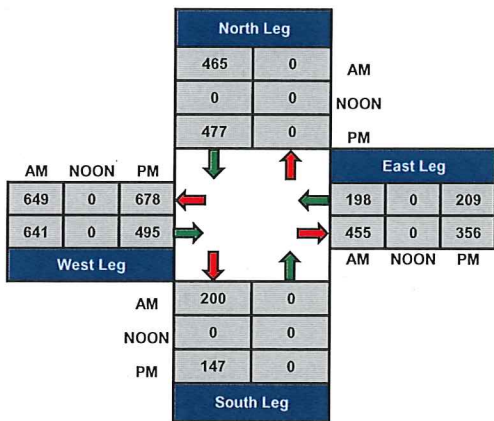 North Leg
465 0 AM
0 0 NOON
477 0 PM
AM NOON PM
East Leg
649 0 678
198 0 209
641 0 495
455 0 356
West Leg
AM NOON PM
AM 200 0
NOON 0 0
PM 147 0
South Leg